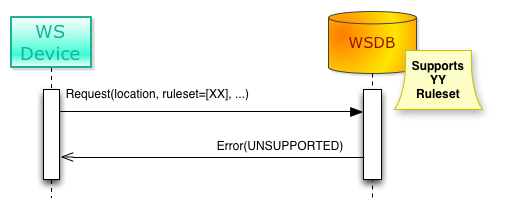 WS
Device
WSDB
Supports
YY
Ruleset
Request(location, ruleset=[XX], ...)
Error(UNSUPPORTED)